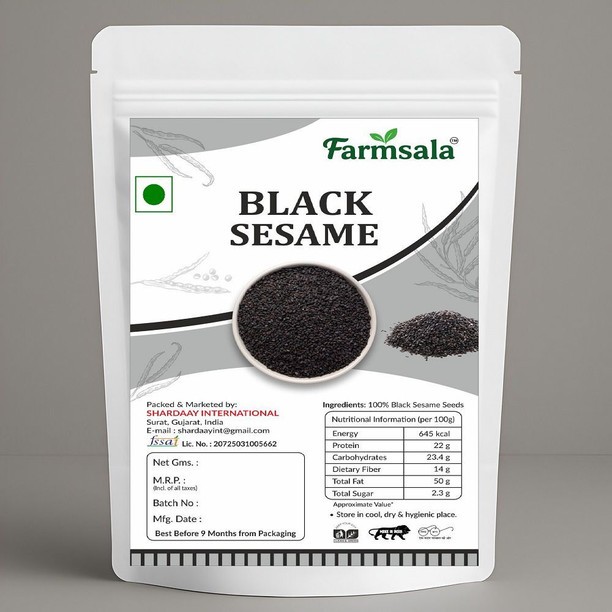 Farmsala™
BLACK
SESAME
Packed & Marketed by:
SHARDAAY INTERNATIONAL
Surat, Gujarat, India
E-mail : shardaayint@gmail.com
fssai Lic. No. : 20725031005662
Net Gms. :
M.R.P. :
(Incl. of all taxes)
Batch No :
Mfg. Date :
Best Before 9 Months from Packaging
Ingredients: 100% Black Sesame Seeds
Nutritional Information (per 100g)
Energy 645 kcal
Protein 22 g
Carbohydrates 23.4 g
Dietary Fiber 14 g
Total Fat 50 g
Total Sugar 2.3 g
Approximate Value*
• Store in cool, dry & hygienic place.
MAKE IN INDIA